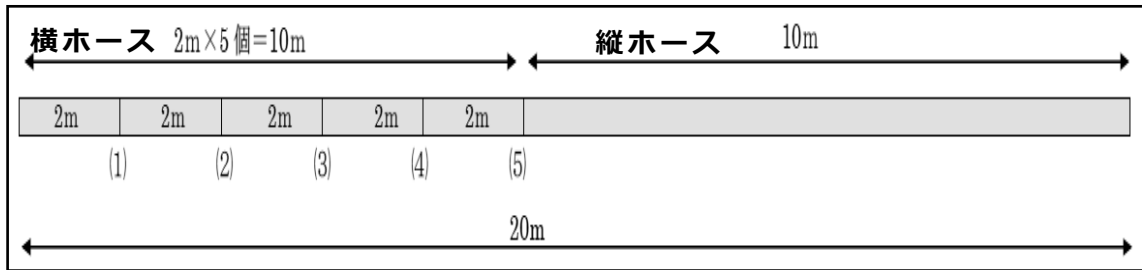 横ホース 2m×5個=10m
縦ホース 10m
2m 2m 2m 2m 2m
(1) (2) (3) (4) (5)
20m